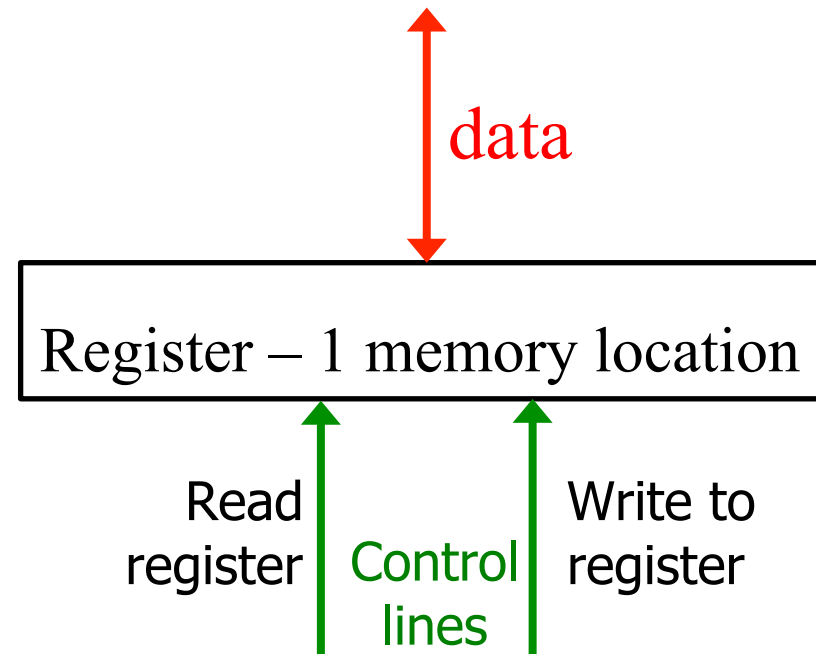 data
Register – 1 memory location
Read
register
Control
lines
Write to
register